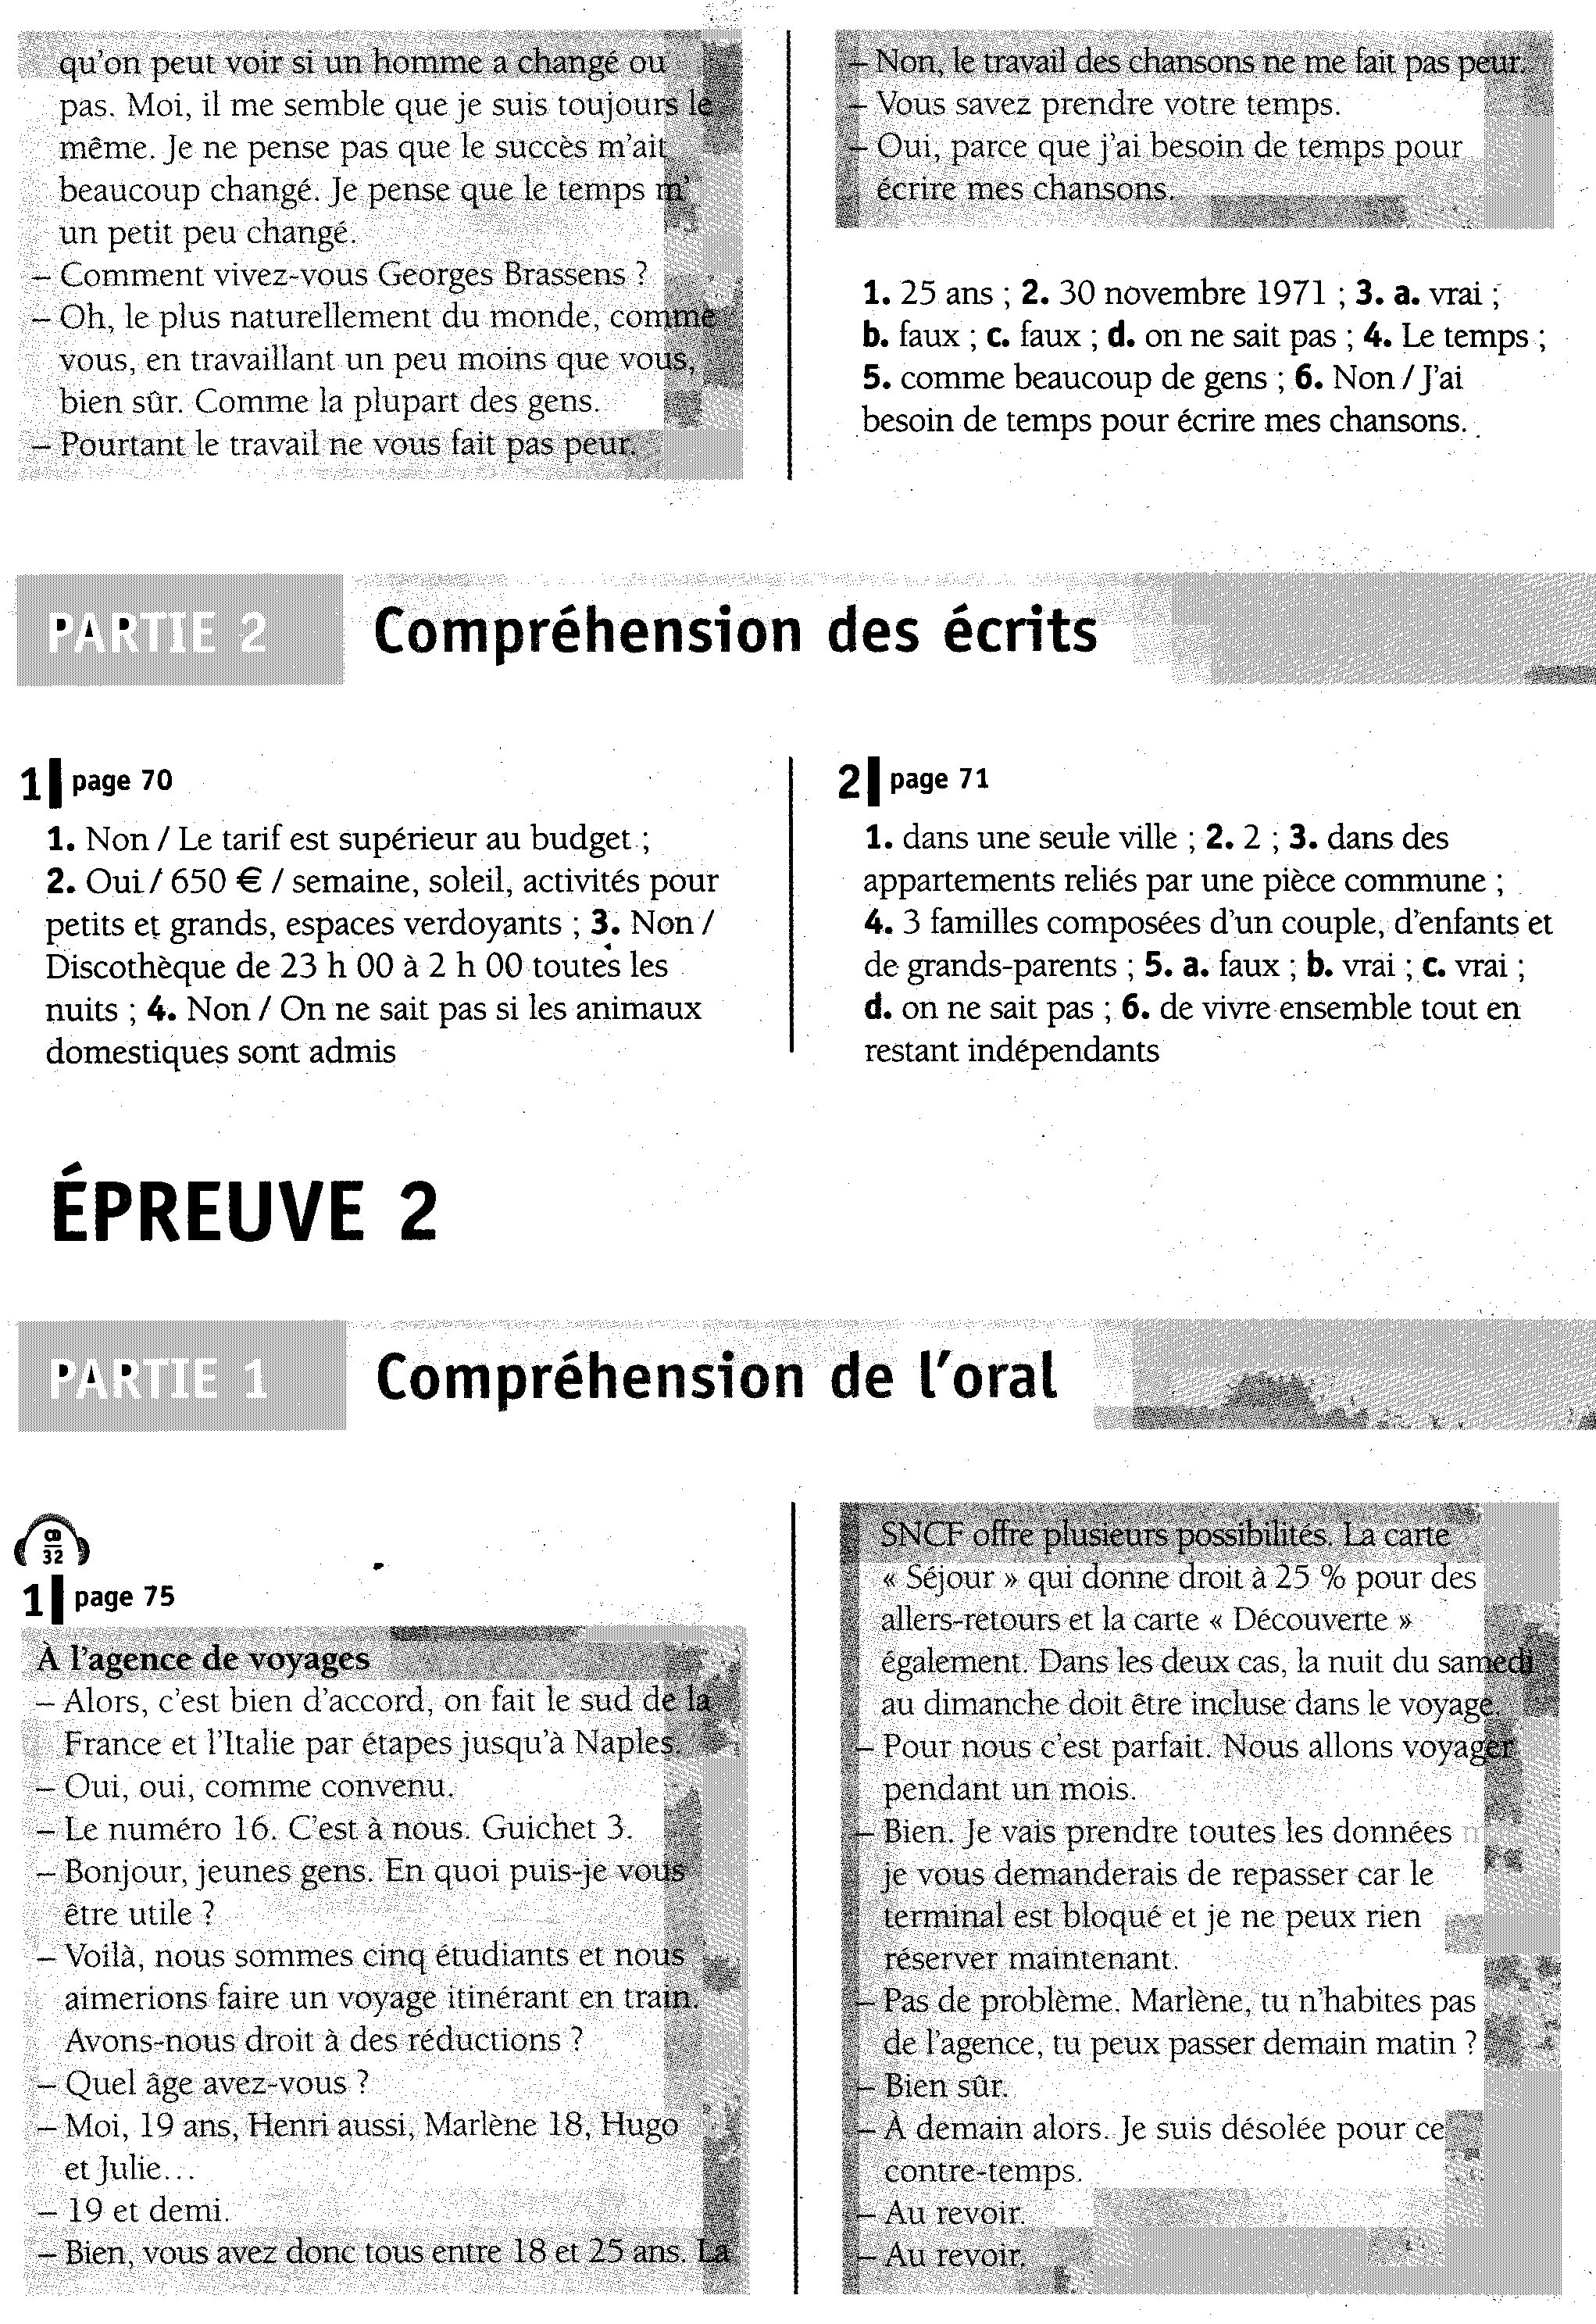 qu'on peut voir si un homme a changé ou
pas. Moi, il me semble que je suis toujours le
même. Je ne pense pas que le succès m'ait
beaucoup changé. Je pense que le temps m'
un petit peu changé.
– Comment vivez-vous Georges Brassens ?
– Oh, le plus naturellement du monde, comme
vous, en travaillant un peu moins que vous,
bien sûr. Comme la plupart des gens.
– Pourtant le travail ne vous fait pas peur.
– Non, le travail des chansons ne me fait pas peur.
– Vous savez prendre votre temps.
– Oui, parce que j'ai besoin de temps pour
écrire mes chansons.
1. 25 ans ; 2. 30 novembre 1971 ; 3. a. vrai ;
b. faux ; c. faux ; d. on ne sait pas ; 4. Le temps ;
5. comme beaucoup de gens ; 6. Non / J'ai
besoin de temps pour écrire mes chansons.
PARTIE 2 Compréhension des écrits
1 page 70
1. Non / Le tarif est supérieur au budget ;
2. Oui / 650 € / semaine, soleil, activités pour
petits et grands, espaces verdoyants ; 3. Non /
Discothèque de 23 h 00 à 2 h 00 toutes les
nuits ; 4. Non / On ne sait pas si les animaux
domestiques sont admis
2 page 71
1. dans une seule ville ; 2. 2 ; 3. dans des
appartements reliés par une pièce commune ;
4. 3 familles composées d'un couple, d'enfants et
de grands-parents ; 5. a. faux ; b. vrai ; c. vrai ;
d. on ne sait pas ; 6. de vivre ensemble tout en
restant indépendants
ÉPREUVE 2
PARTIE 1 Compréhension de l'oral
CD
32
1 page 75
À l'agence de voyages
– Alors, c'est bien d'accord, on fait le sud de la
France et l'Italie par étapes jusqu'à Naples.
– Oui, oui, comme convenu.
– Le numéro 16. C'est à nous. Guichet 3.
– Bonjour, jeunes gens. En quoi puis-je vous
être utile ?
– Voilà, nous sommes cinq étudiants et nous
aimerions faire un voyage itinérant en train.
Avons-nous droit à des réductions ?
– Quel âge avez-vous ?
– Moi, 19 ans, Henri aussi, Marlène 18, Hugo
et Julie...
– 19 et demi.
– Bien, vous avez donc tous entre 18 et 25 ans. La
SNCF offre plusieurs possibilités. La carte
« Séjour » qui donne droit à 25 % pour des
allers-retours et la carte « Découverte »
également. Dans les deux cas, la nuit du samedi
au dimanche doit être incluse dans le voyage.
– Pour nous c'est parfait. Nous allons voyager
pendant un mois.
– Bien. Je vais prendre toutes les données
je vous demanderais de repasser car le
terminal est bloqué et je ne peux rien
réserver maintenant.
– Pas de problème. Marlène, tu n'habites pas
de l'agence, tu peux passer demain matin ?
– Bien sûr.
– À demain alors. Je suis désolée pour ce
contre-temps.
– Au revoir.
– Au revoir.